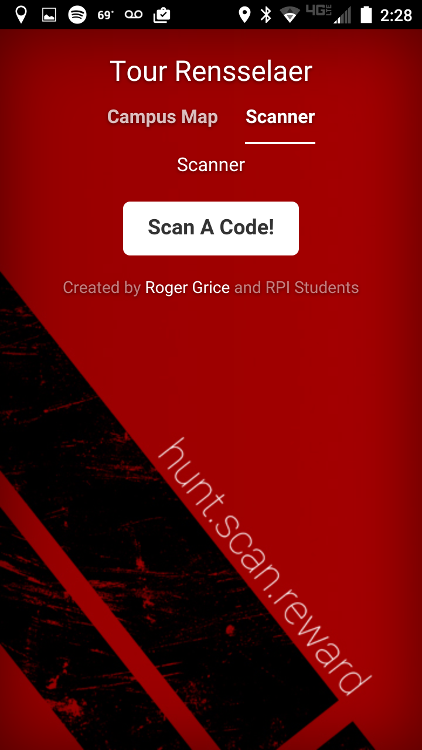 69° 4G LTE 2:28
Tour Rensselaer
Campus Map Scanner
Scanner
Scan A Code!
Created by Roger Grice and RPI Students
hunt.scan.reward